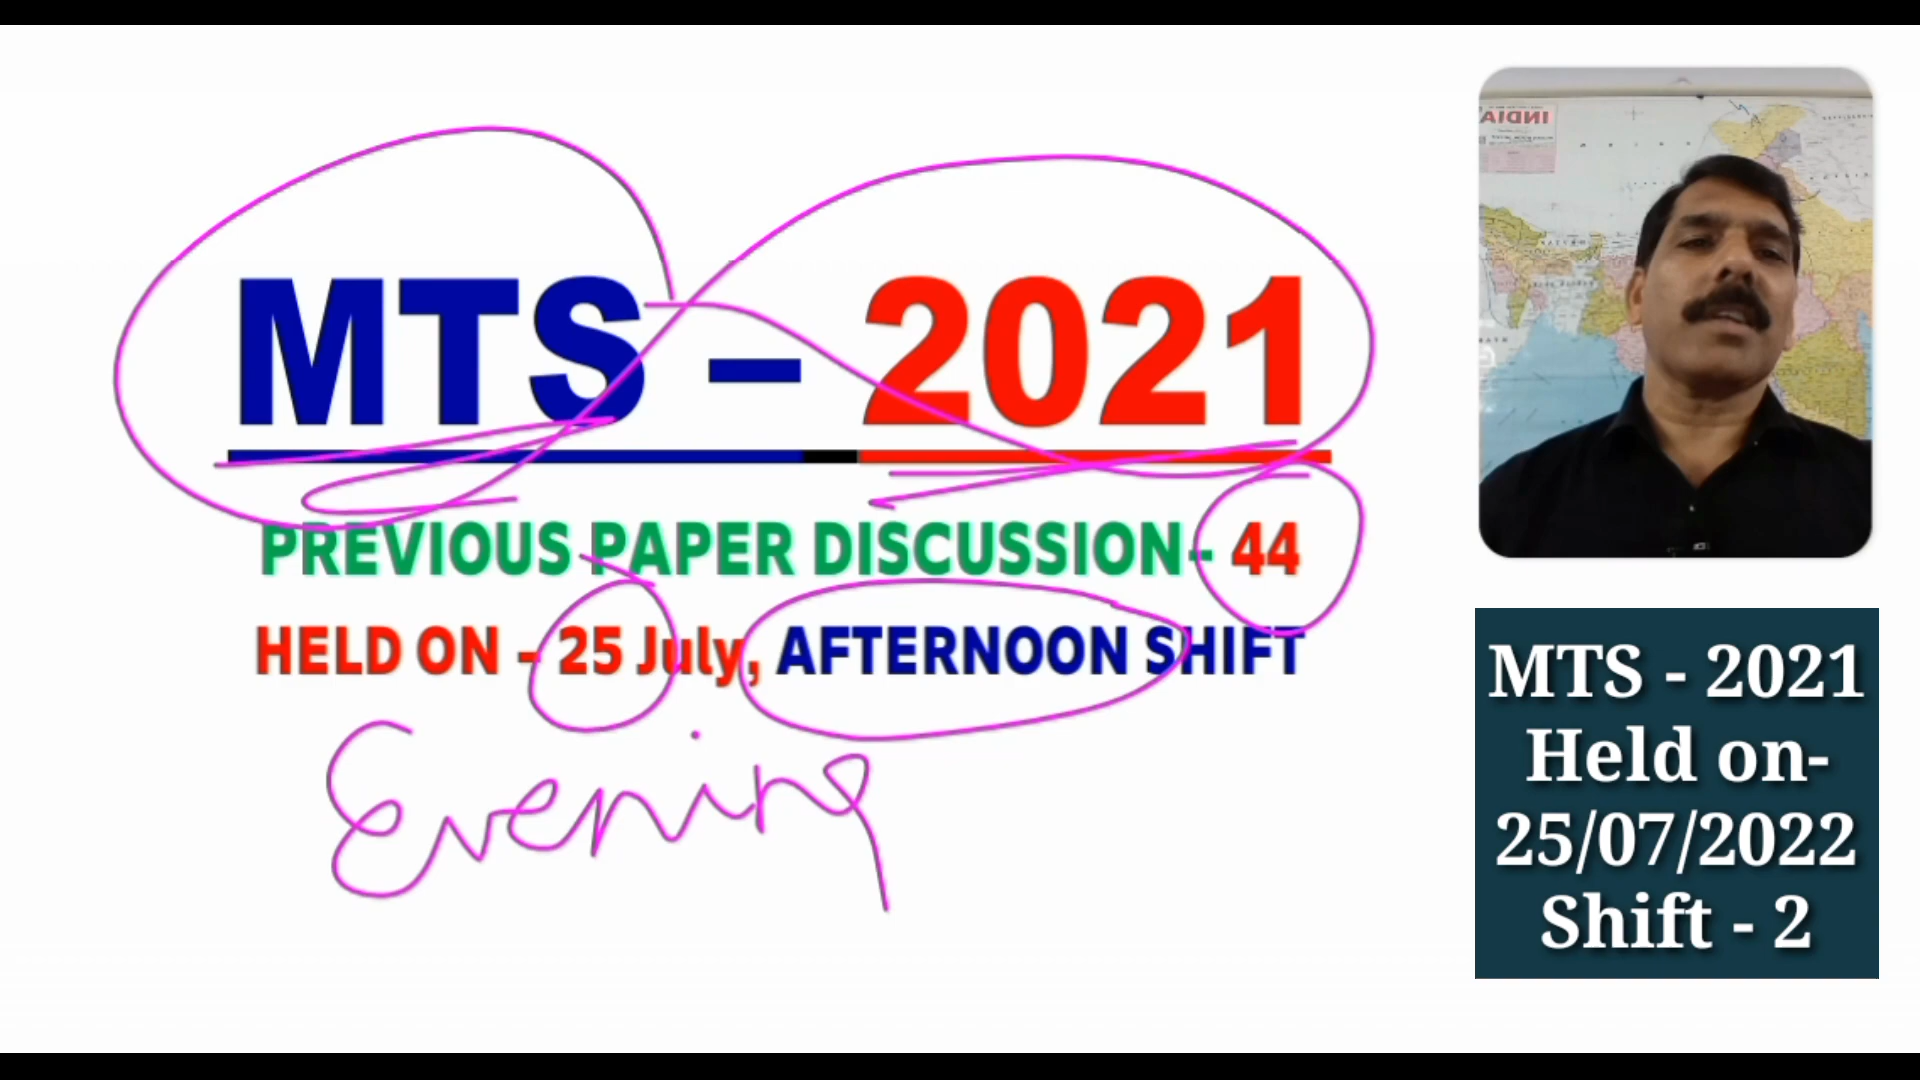 MTS – 2021
PREVIOUS PAPER DISCUSSION- 44
HELD ON - 25 July, AFTERNOON SHIFT
Evening
INDIA
MTS - 2021
Held on-
25/07/2022
Shift - 2